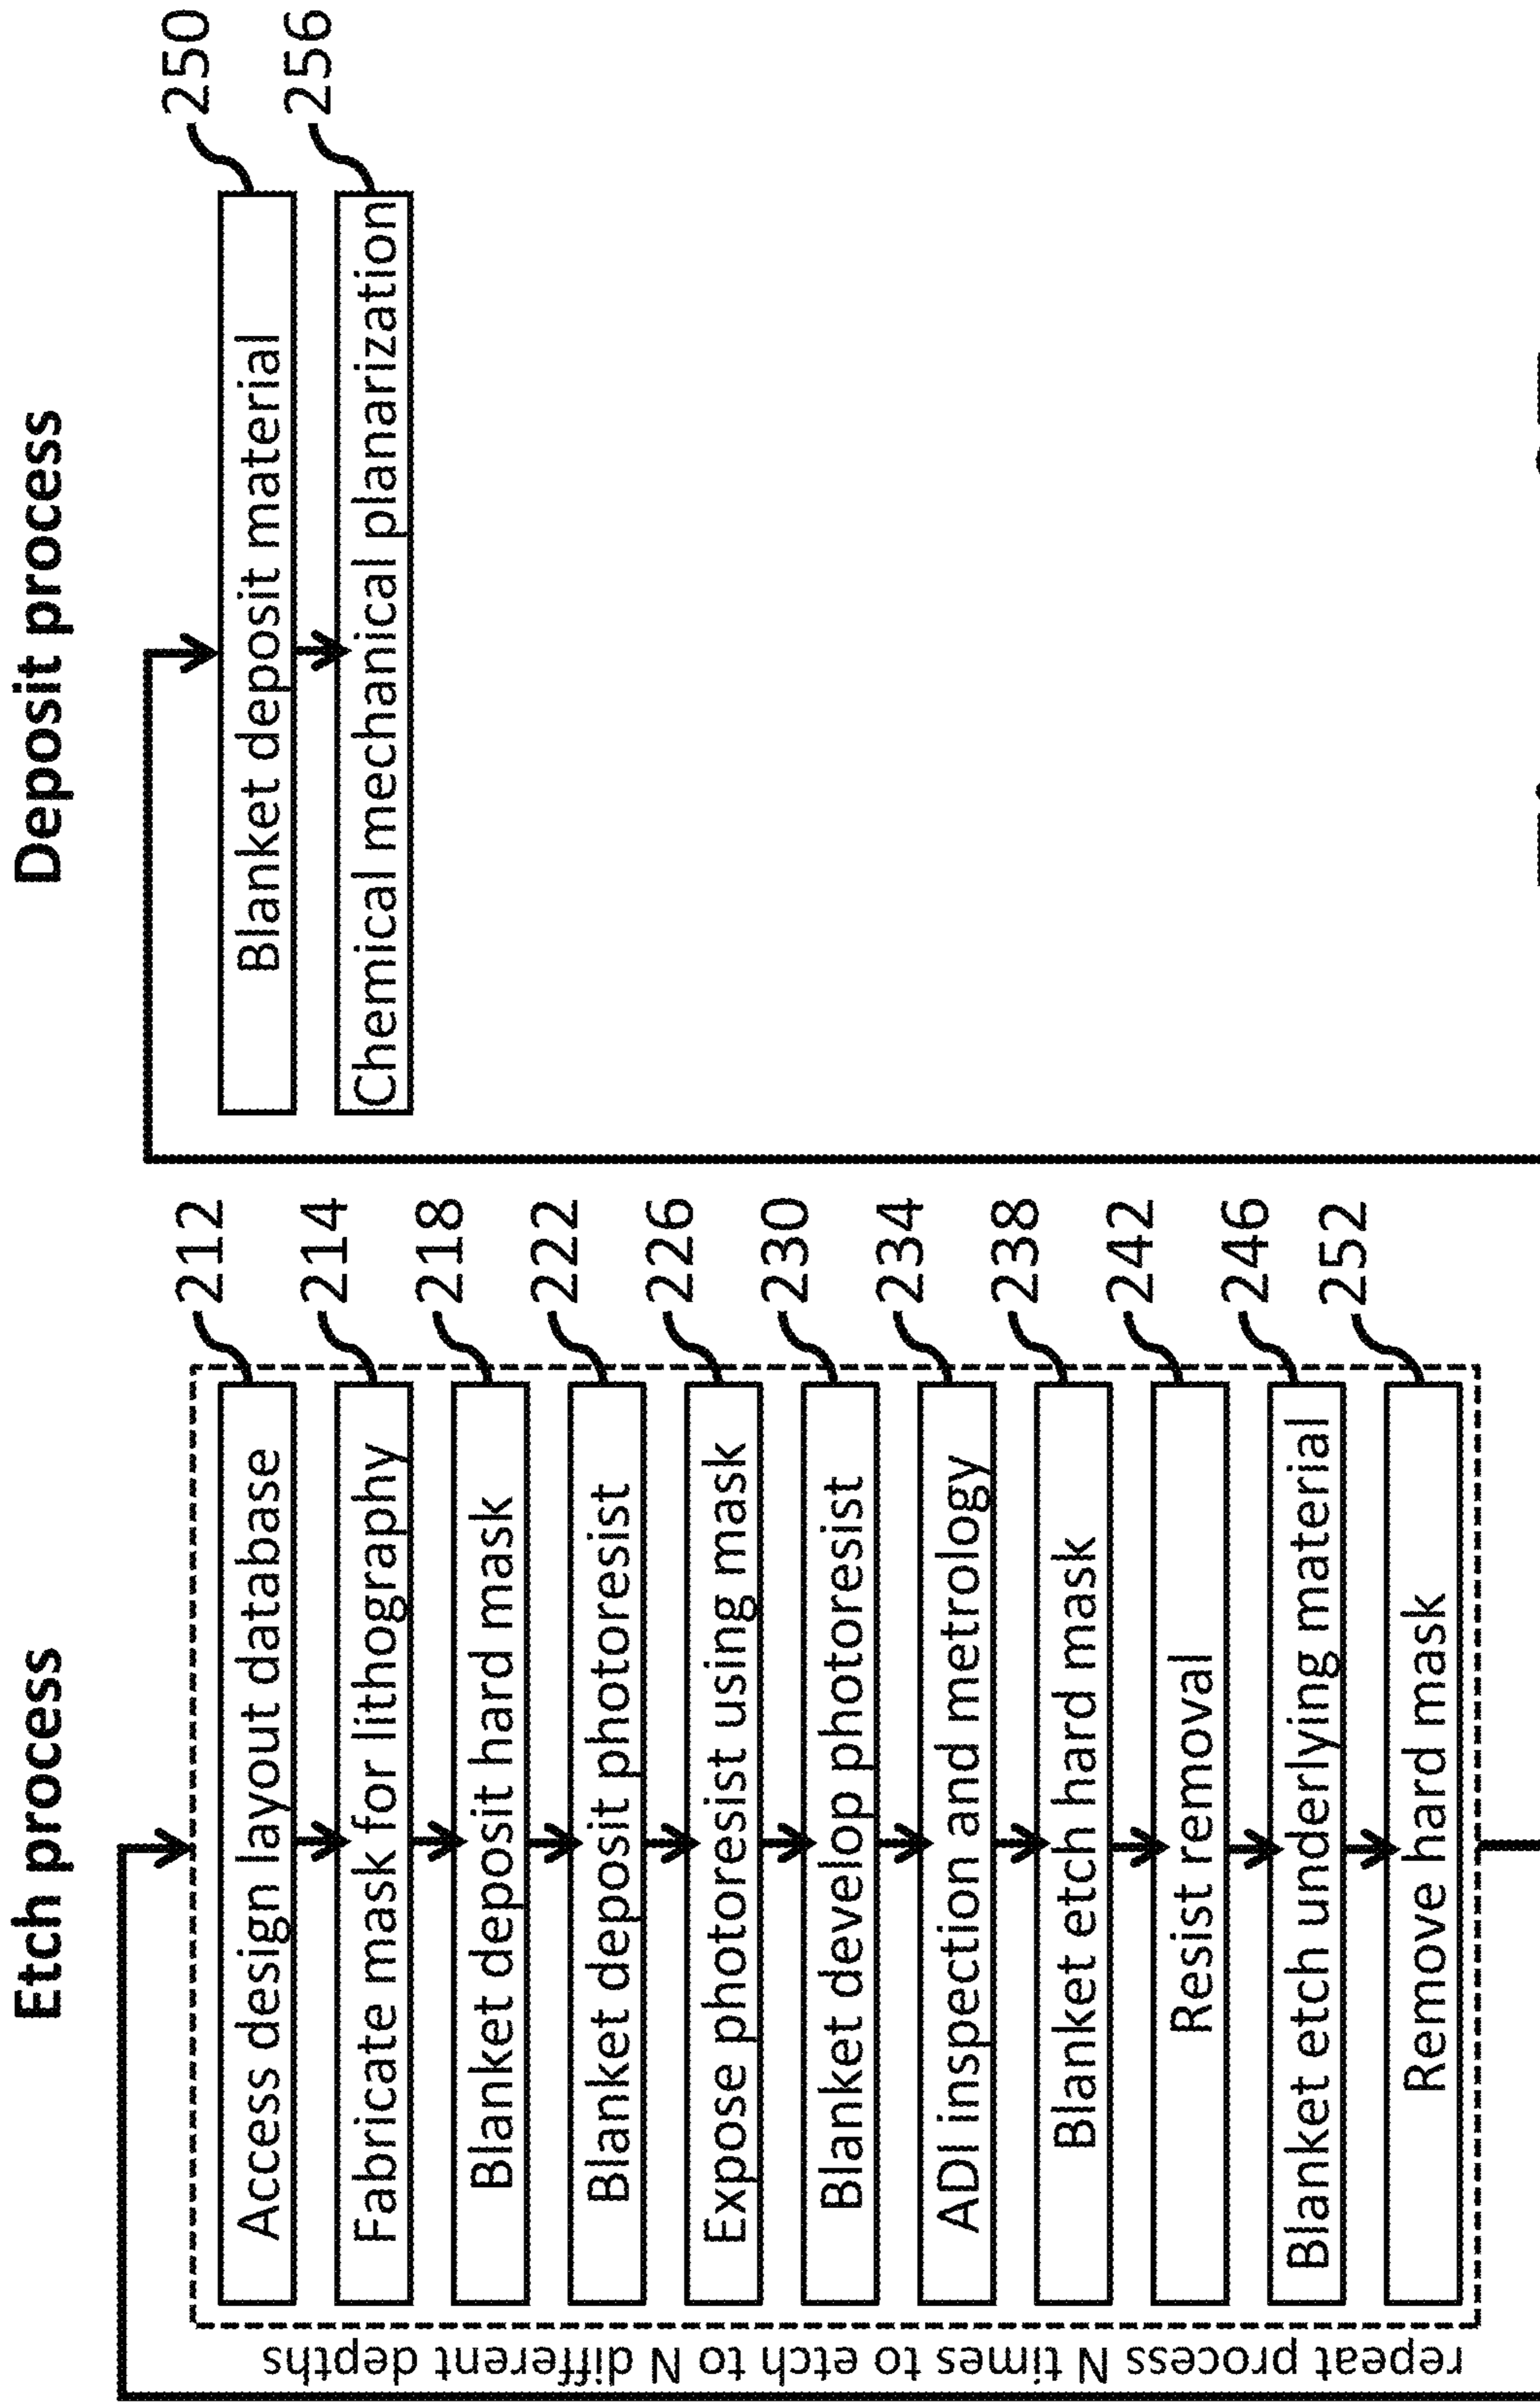 Etch process
Access design layout database
212
Fabricate mask for lithography
214
Blanket deposit hard mask
218
Blanket deposit photoresist
222
Expose photoresist using mask
226
Blanket develop photoresist
230
ADI inspection and metrology
234
Blanket etch hard mask
238
Resist removal
242
Blanket etch underlying material
246
Remove hard mask
252
repeat process N times to etch to N different depths
Deposit process
Blanket deposit material
250
Chemical mechanical planarization
256